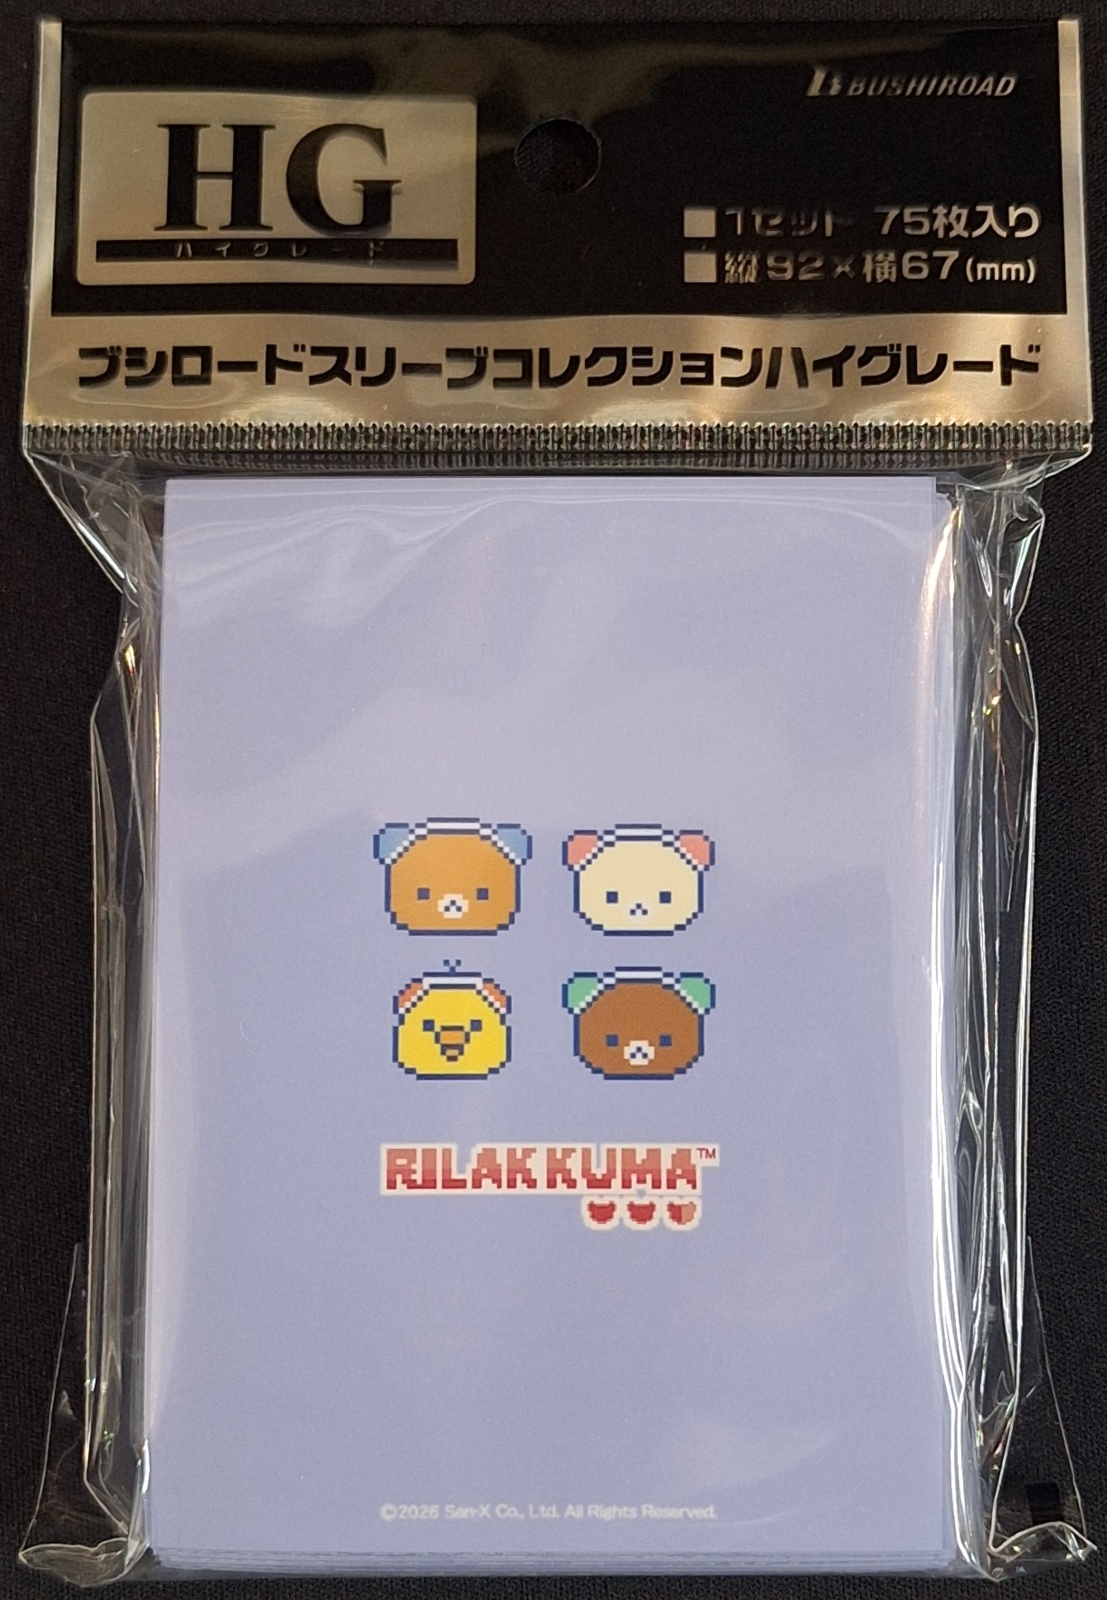 BUSHIROAD
HG
ハイグレード
■1セット 75枚入り
■縦92×横67(mm)
ブシロードスリーブコレクションハイグレード
RILAKKUMA™
©2026 San-X Co., Ltd. All Rights Reserved.